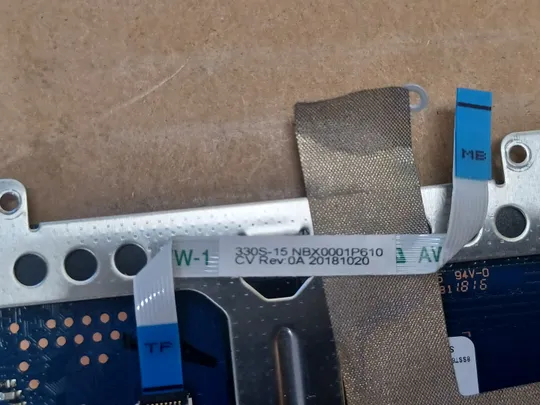 MB
W-1
330S-15 NBX0001P610
CV Rev:0A 20181020
AV
94V-0
TP